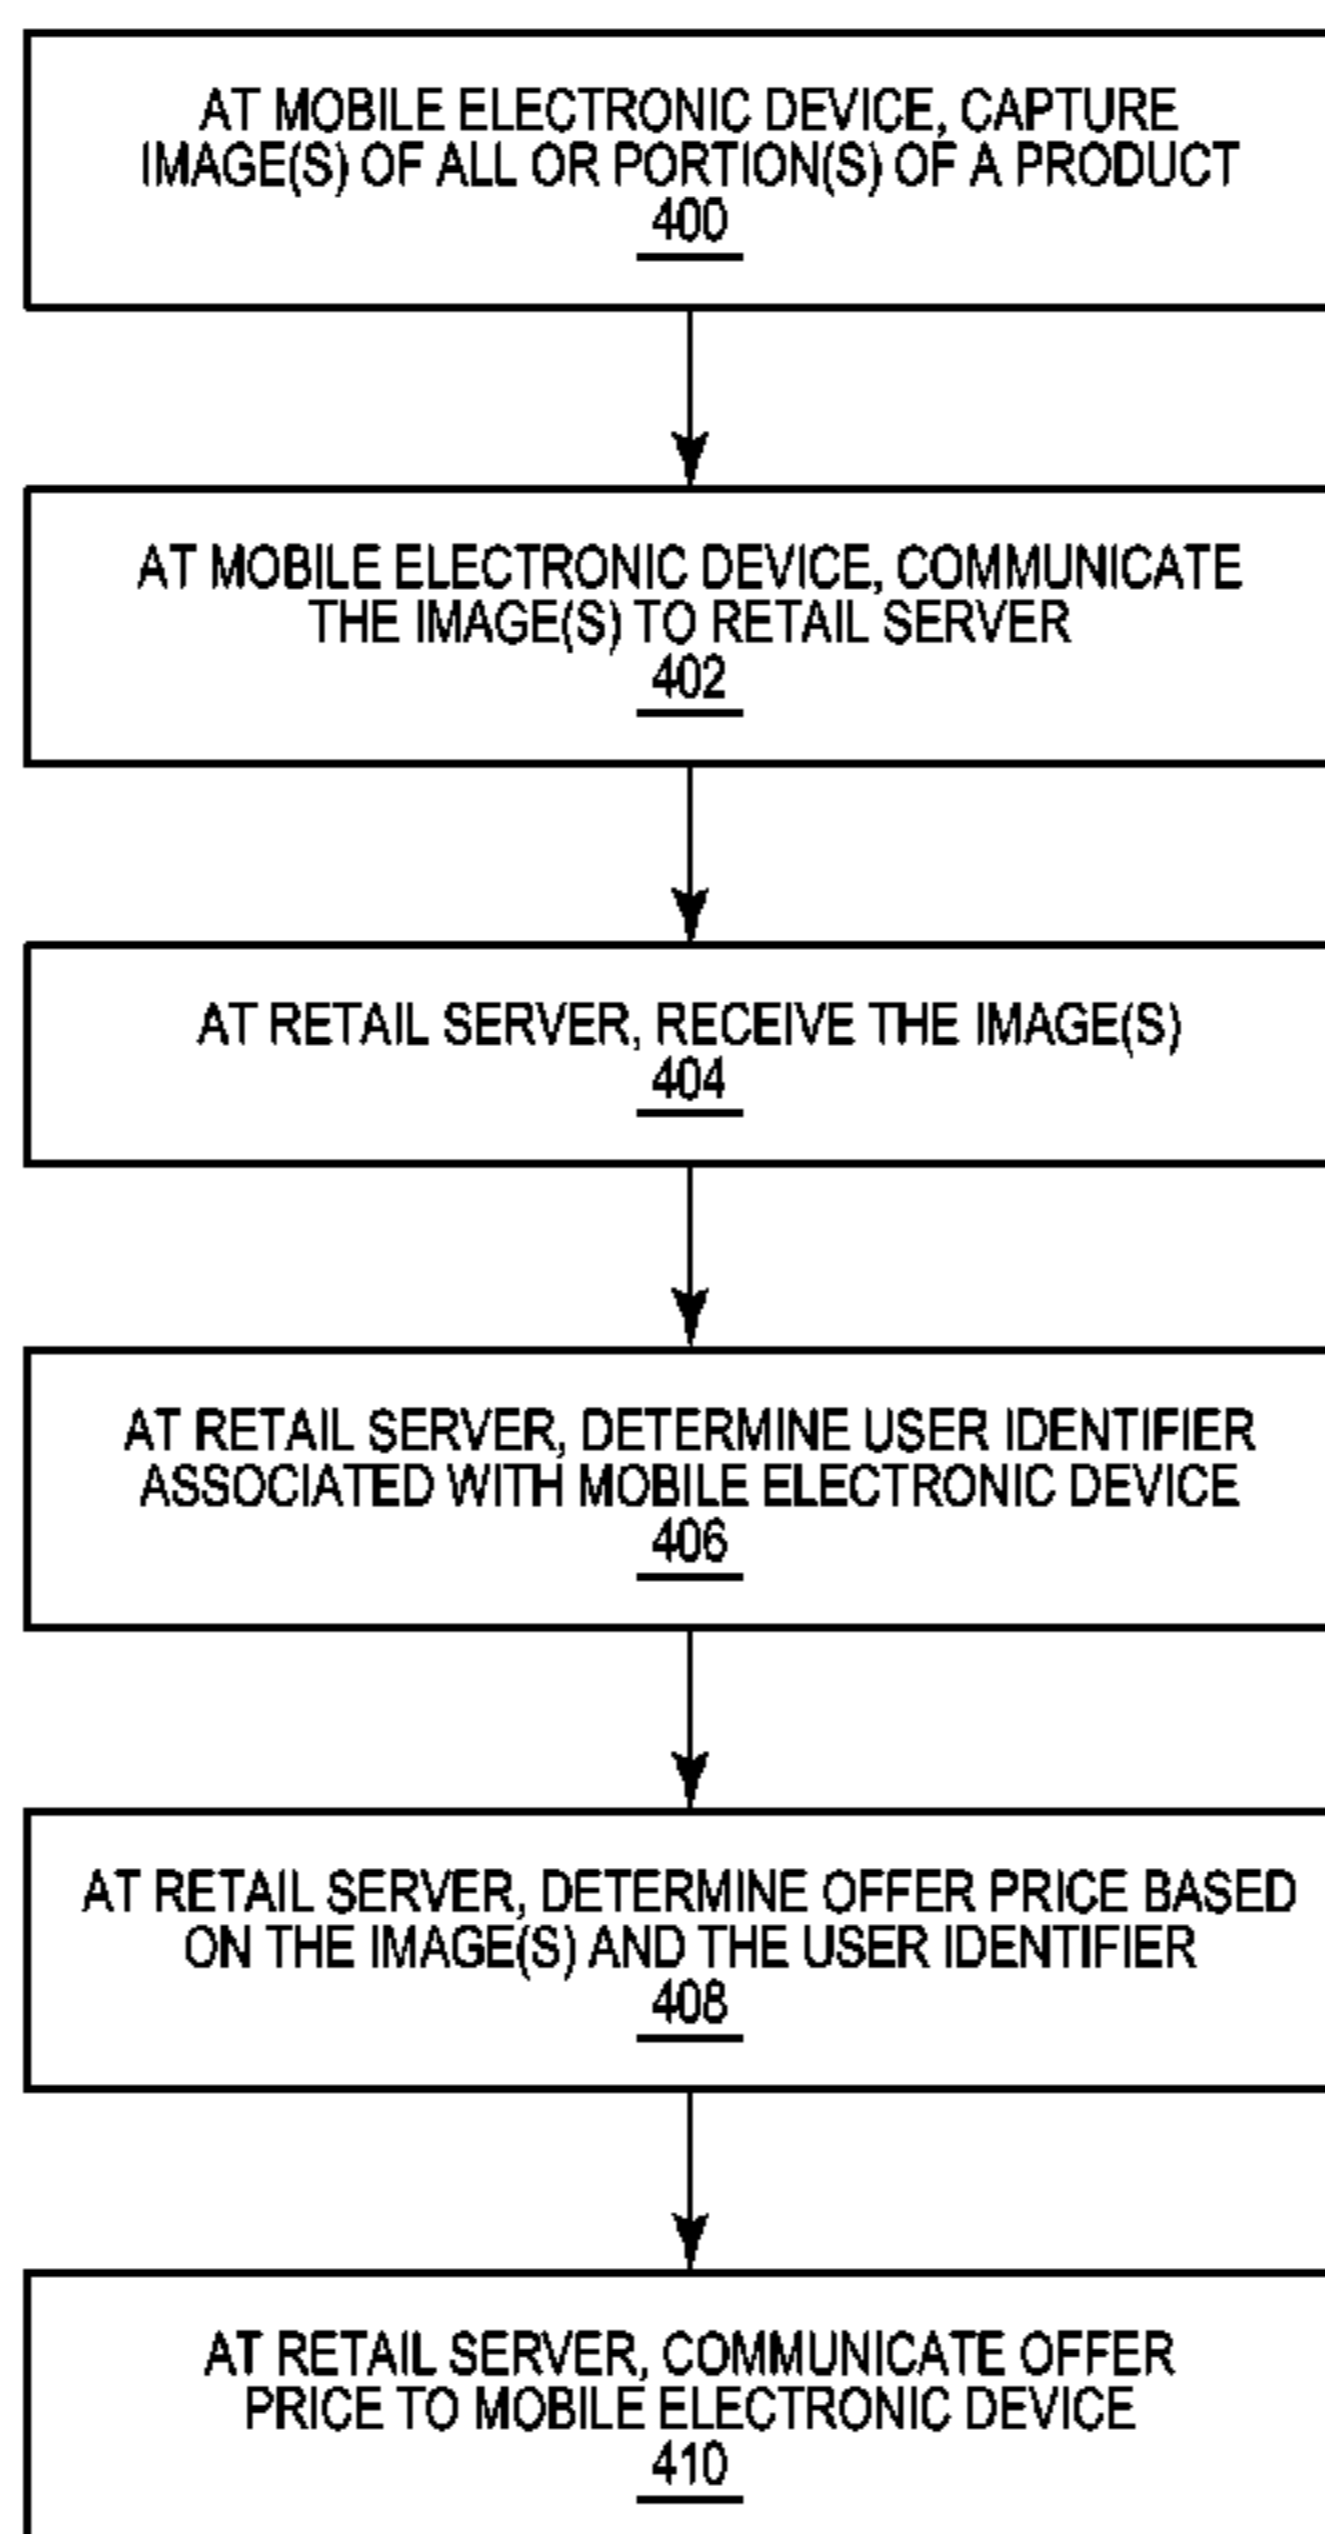 AT MOBILE ELECTRONIC DEVICE, CAPTURE
IMAGE(S) OF ALL OR PORTION(S) OF A PRODUCT
400
AT MOBILE ELECTRONIC DEVICE, COMMUNICATE
THE IMAGE(S) TO RETAIL SERVER
402
AT RETAIL SERVER, RECEIVE THE IMAGE(S)
404
AT RETAIL SERVER, DETERMINE USER IDENTIFIER
ASSOCIATED WITH MOBILE ELECTRONIC DEVICE
406
AT RETAIL SERVER, DETERMINE OFFER PRICE BASED
ON THE IMAGE(S) AND THE USER IDENTIFIER
408
AT RETAIL SERVER, COMMUNICATE OFFER
PRICE TO MOBILE ELECTRONIC DEVICE
410